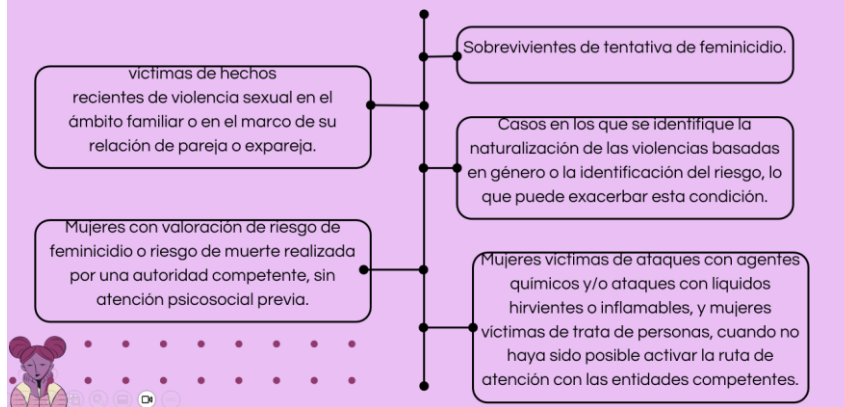 Sobrevivientes de tentativa de feminicidio.
víctimas de hechos
recientes de violencia sexual en el
ámbito familiar o en el marco de su
relación de pareja o expareja.
Casos en los que se identifique la
naturalización de las violencias basadas
en género o la identificación del riesgo, lo
que puede exacerbar esta condición.
Mujeres con valoración de riesgo de
feminicidio o riesgo de muerte realizada
por una autoridad competente, sin
atención psicosocial previa.
Mujeres víctimas de ataques con agentes
químicos y/o ataques con líquidos
hirvientes o inflamables, y mujeres
víctimas de trata de personas, cuando no
haya sido posible activar la ruta de
atención con las entidades competentes.